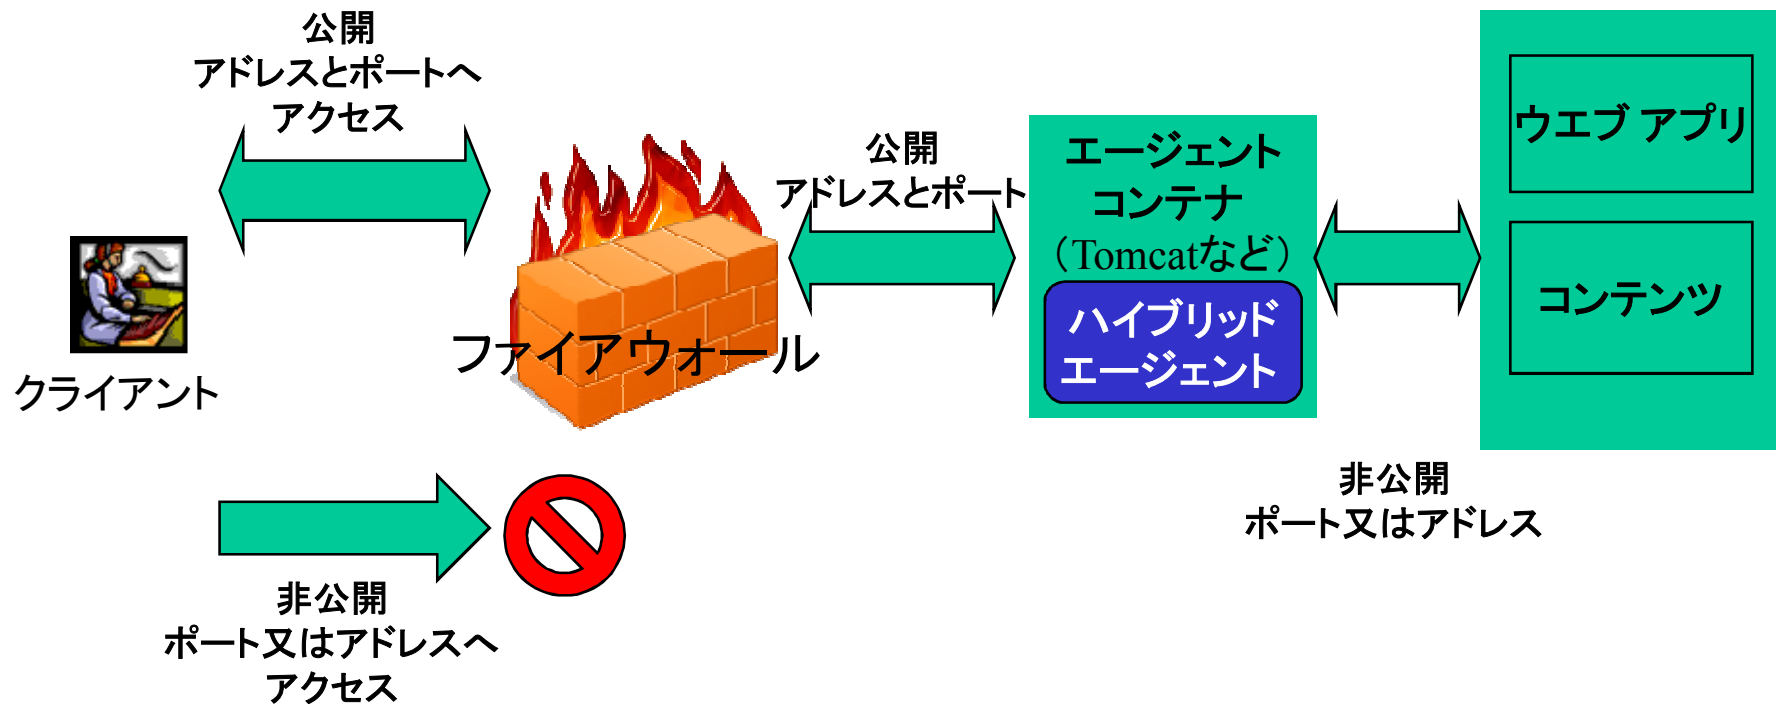 公開
アドレスとポートへ
アクセス
クライアント
ファイアウォール
公開
アドレスとポート
エージェント
コンテナ
（Tomcatなど）
ハイブリッド
エージェント
ウエブ アプリ
コンテンツ
非公開
ポート又はアドレス
非公開
ポート又はアドレスへ
アクセス